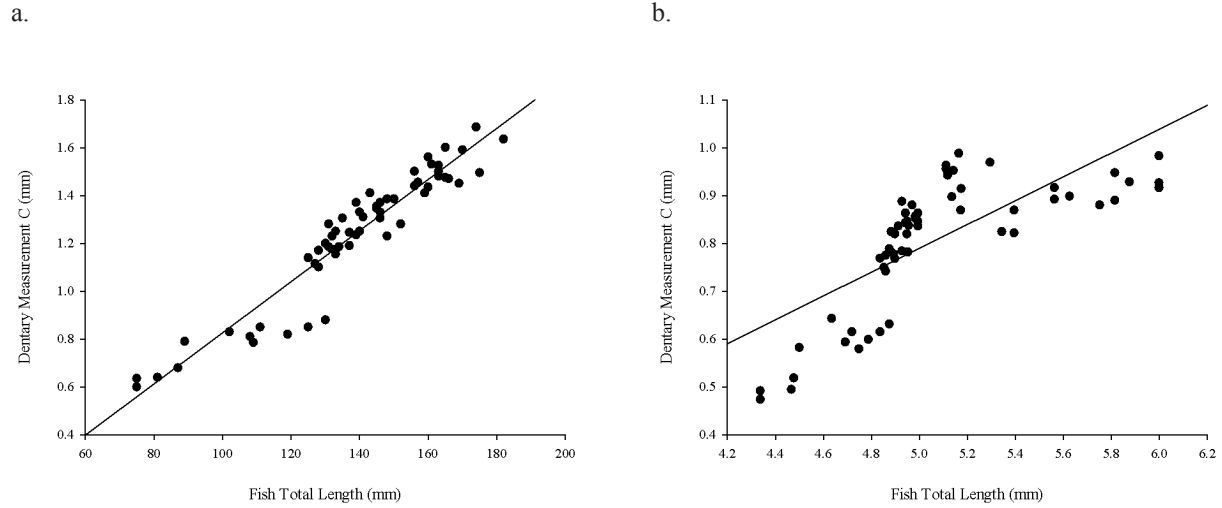 a.
b.
1.8
1.6
1.4
1.2
1.0
0.8
0.6
0.4
60 80 100 120 140 160 180 200
Dentary Measurement C (mm)
Fish Total Length (mm)
1.1
1.0
0.9
0.8
0.7
0.6
0.5
0.4
4.2 4.4 4.6 4.8 5.0 5.2 5.4 5.6 5.8 6.0 6.2
Dentary Measurement C (mm)
Fish Total Length (mm)